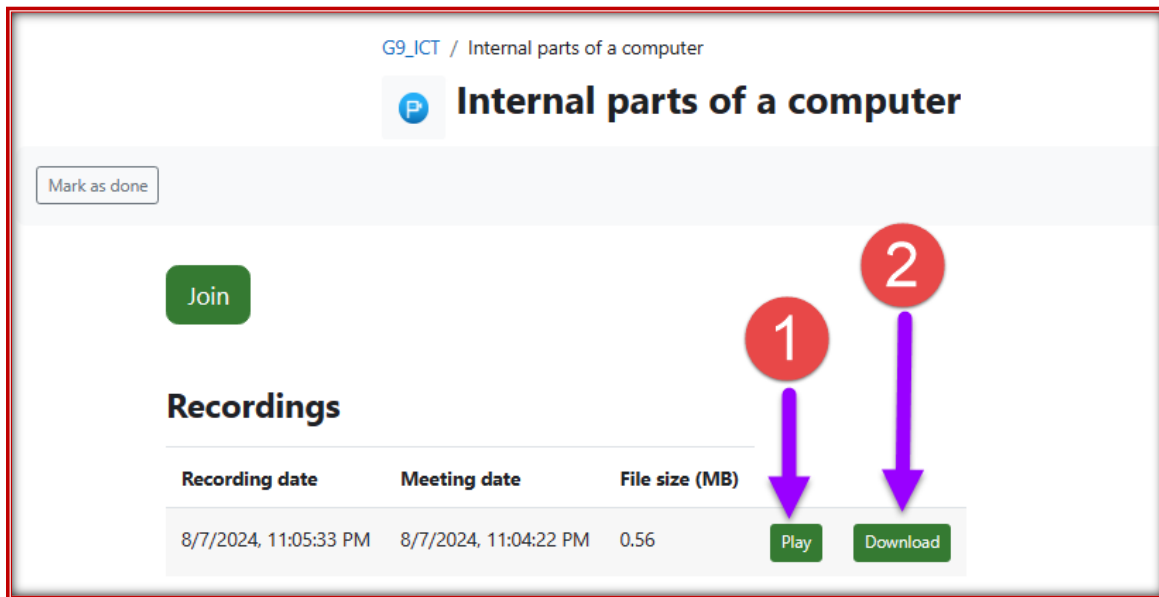 G9_ICT / Internal parts of a computer
Internal parts of a computer
Mark as done
Join
2
1
Recordings
Recording date Meeting date File size (MB)
8/7/2024, 11:05:33 PM 8/7/2024, 11:04:22 PM 0.56 Play Download